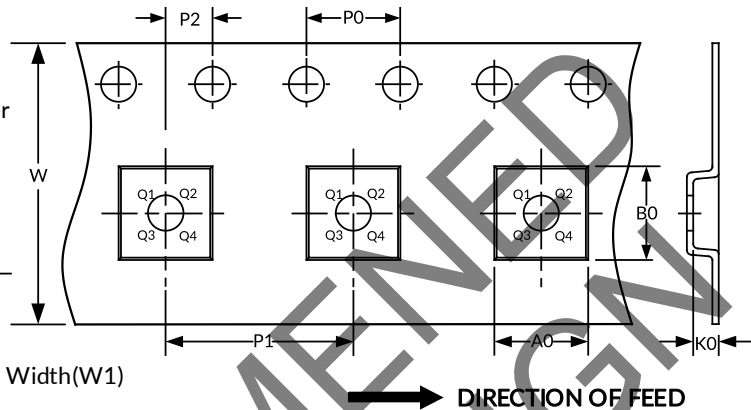 P2
P0
r
W
Q1 Q2
Q3 Q4
Q1 Q2
Q3 Q4
Q1 Q2
Q3 Q4
B0
P1
A0
K0
Width(W1)
DIRECTION OF FEED